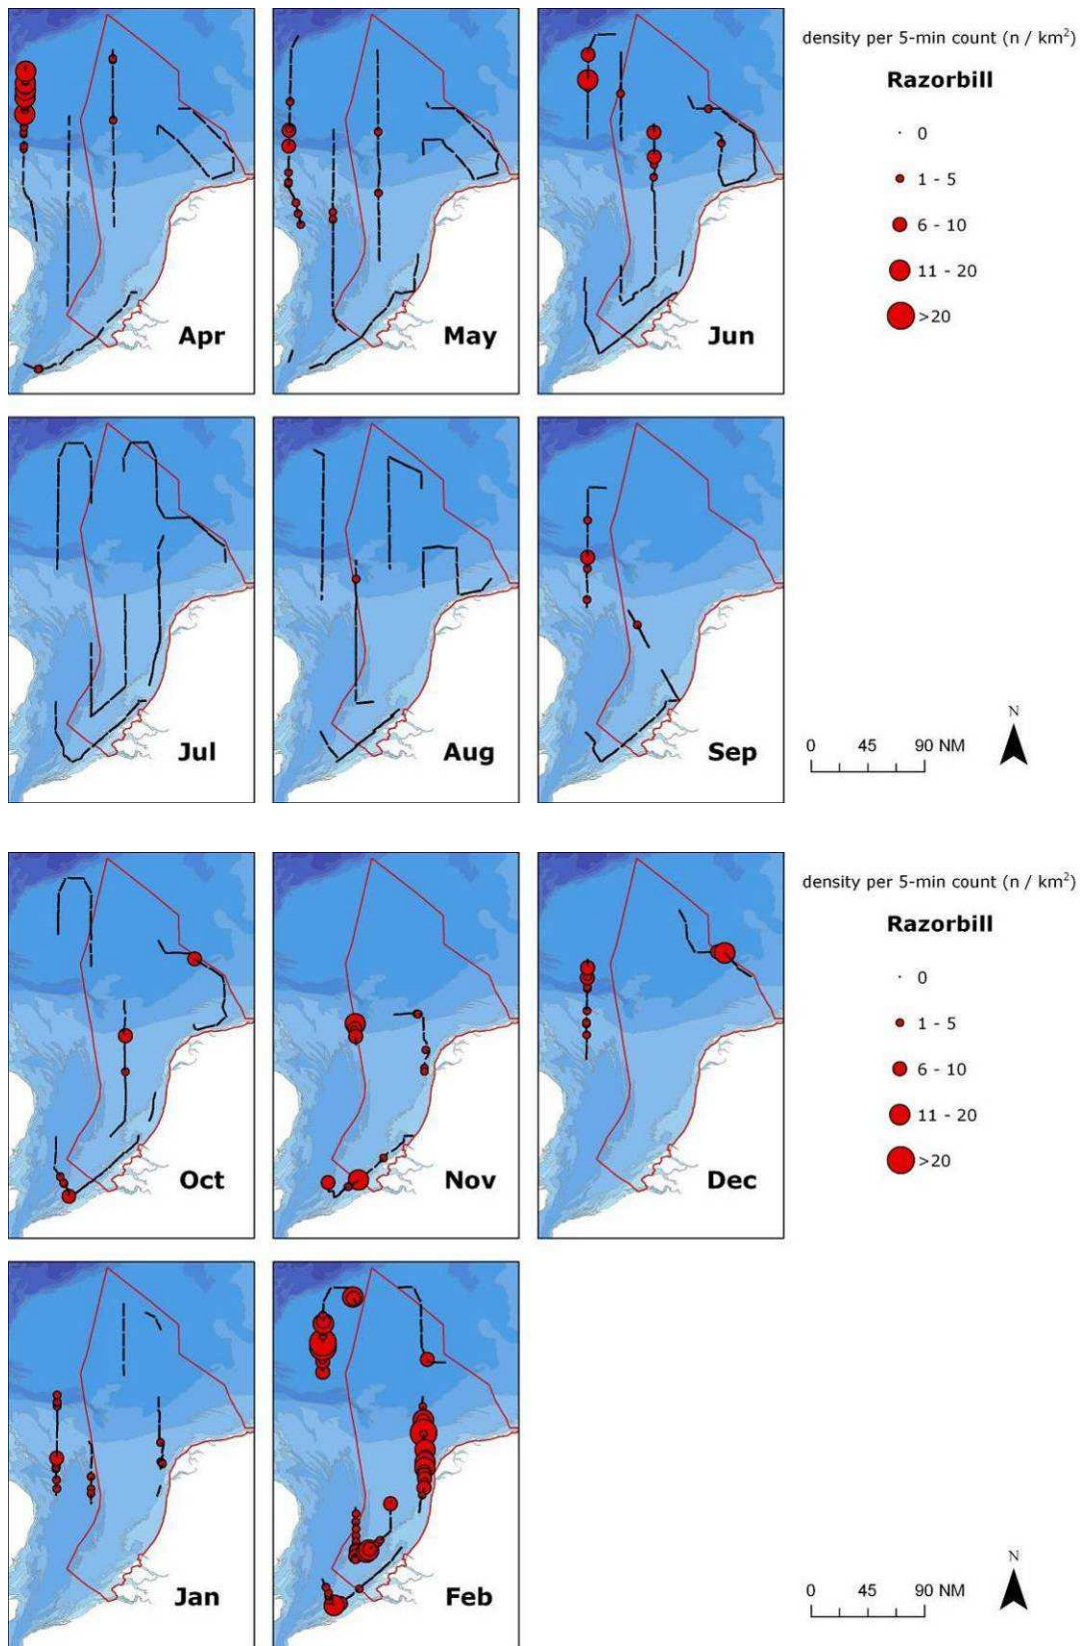 density per 5-min count (n / km²)
Razorbill
0
1 - 5
6 - 10
11 - 20
>20
Apr
May
Jun
Jul
Aug
Sep
N
0 45 90 NM
density per 5-min count (n / km²)
Razorbill
0
1 - 5
6 - 10
11 - 20
>20
Oct
Nov
Dec
Jan
Feb
N
0 45 90 NM